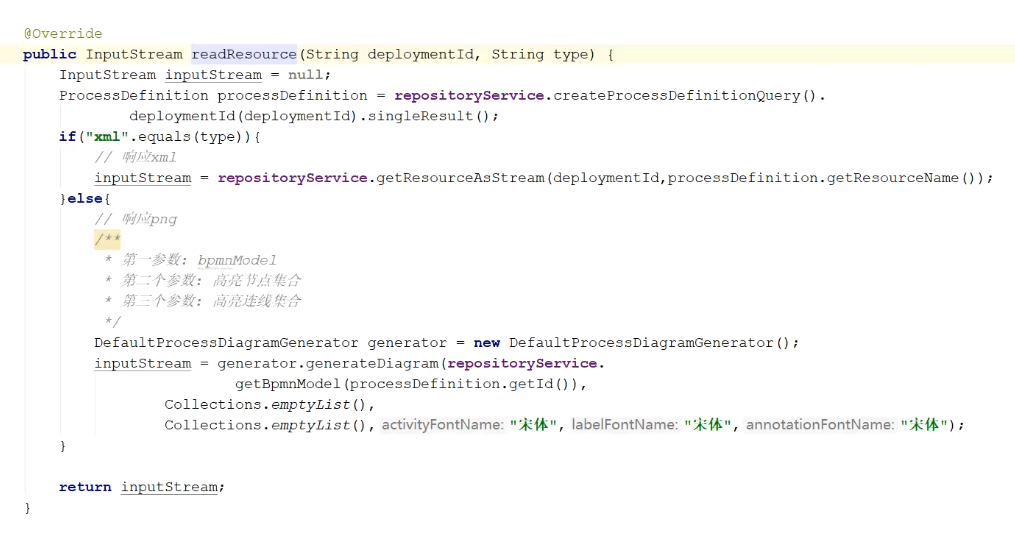 @Override
public InputStream readResource(String deploymentId, String type) {
InputStream inputStream = null;
ProcessDefinition processDefinition = repositoryService.createProcessDefinitionQuery().
deploymentId(deploymentId).singleResult();
if("xml".equals(type)){
// 响应xml
inputStream = repositoryService.getResourceAsStream(deploymentId,processDefinition.getResourceName());
}else{
// 响应png
/**
* 第一参数: bpmnModel
* 第二个参数: 高亮节点集合
* 第三个参数: 高亮连线集合
*/
DefaultProcessDiagramGenerator generator = new DefaultProcessDiagramGenerator();
inputStream = generator.generateDiagram(repositoryService.
getBpmnModel(processDefinition.getId()),
Collections.emptyList(),
Collections.emptyList(), activityFontName: "宋体", labelFontName: "宋体", annotationFontName: "宋体");
}
return inputStream;
}